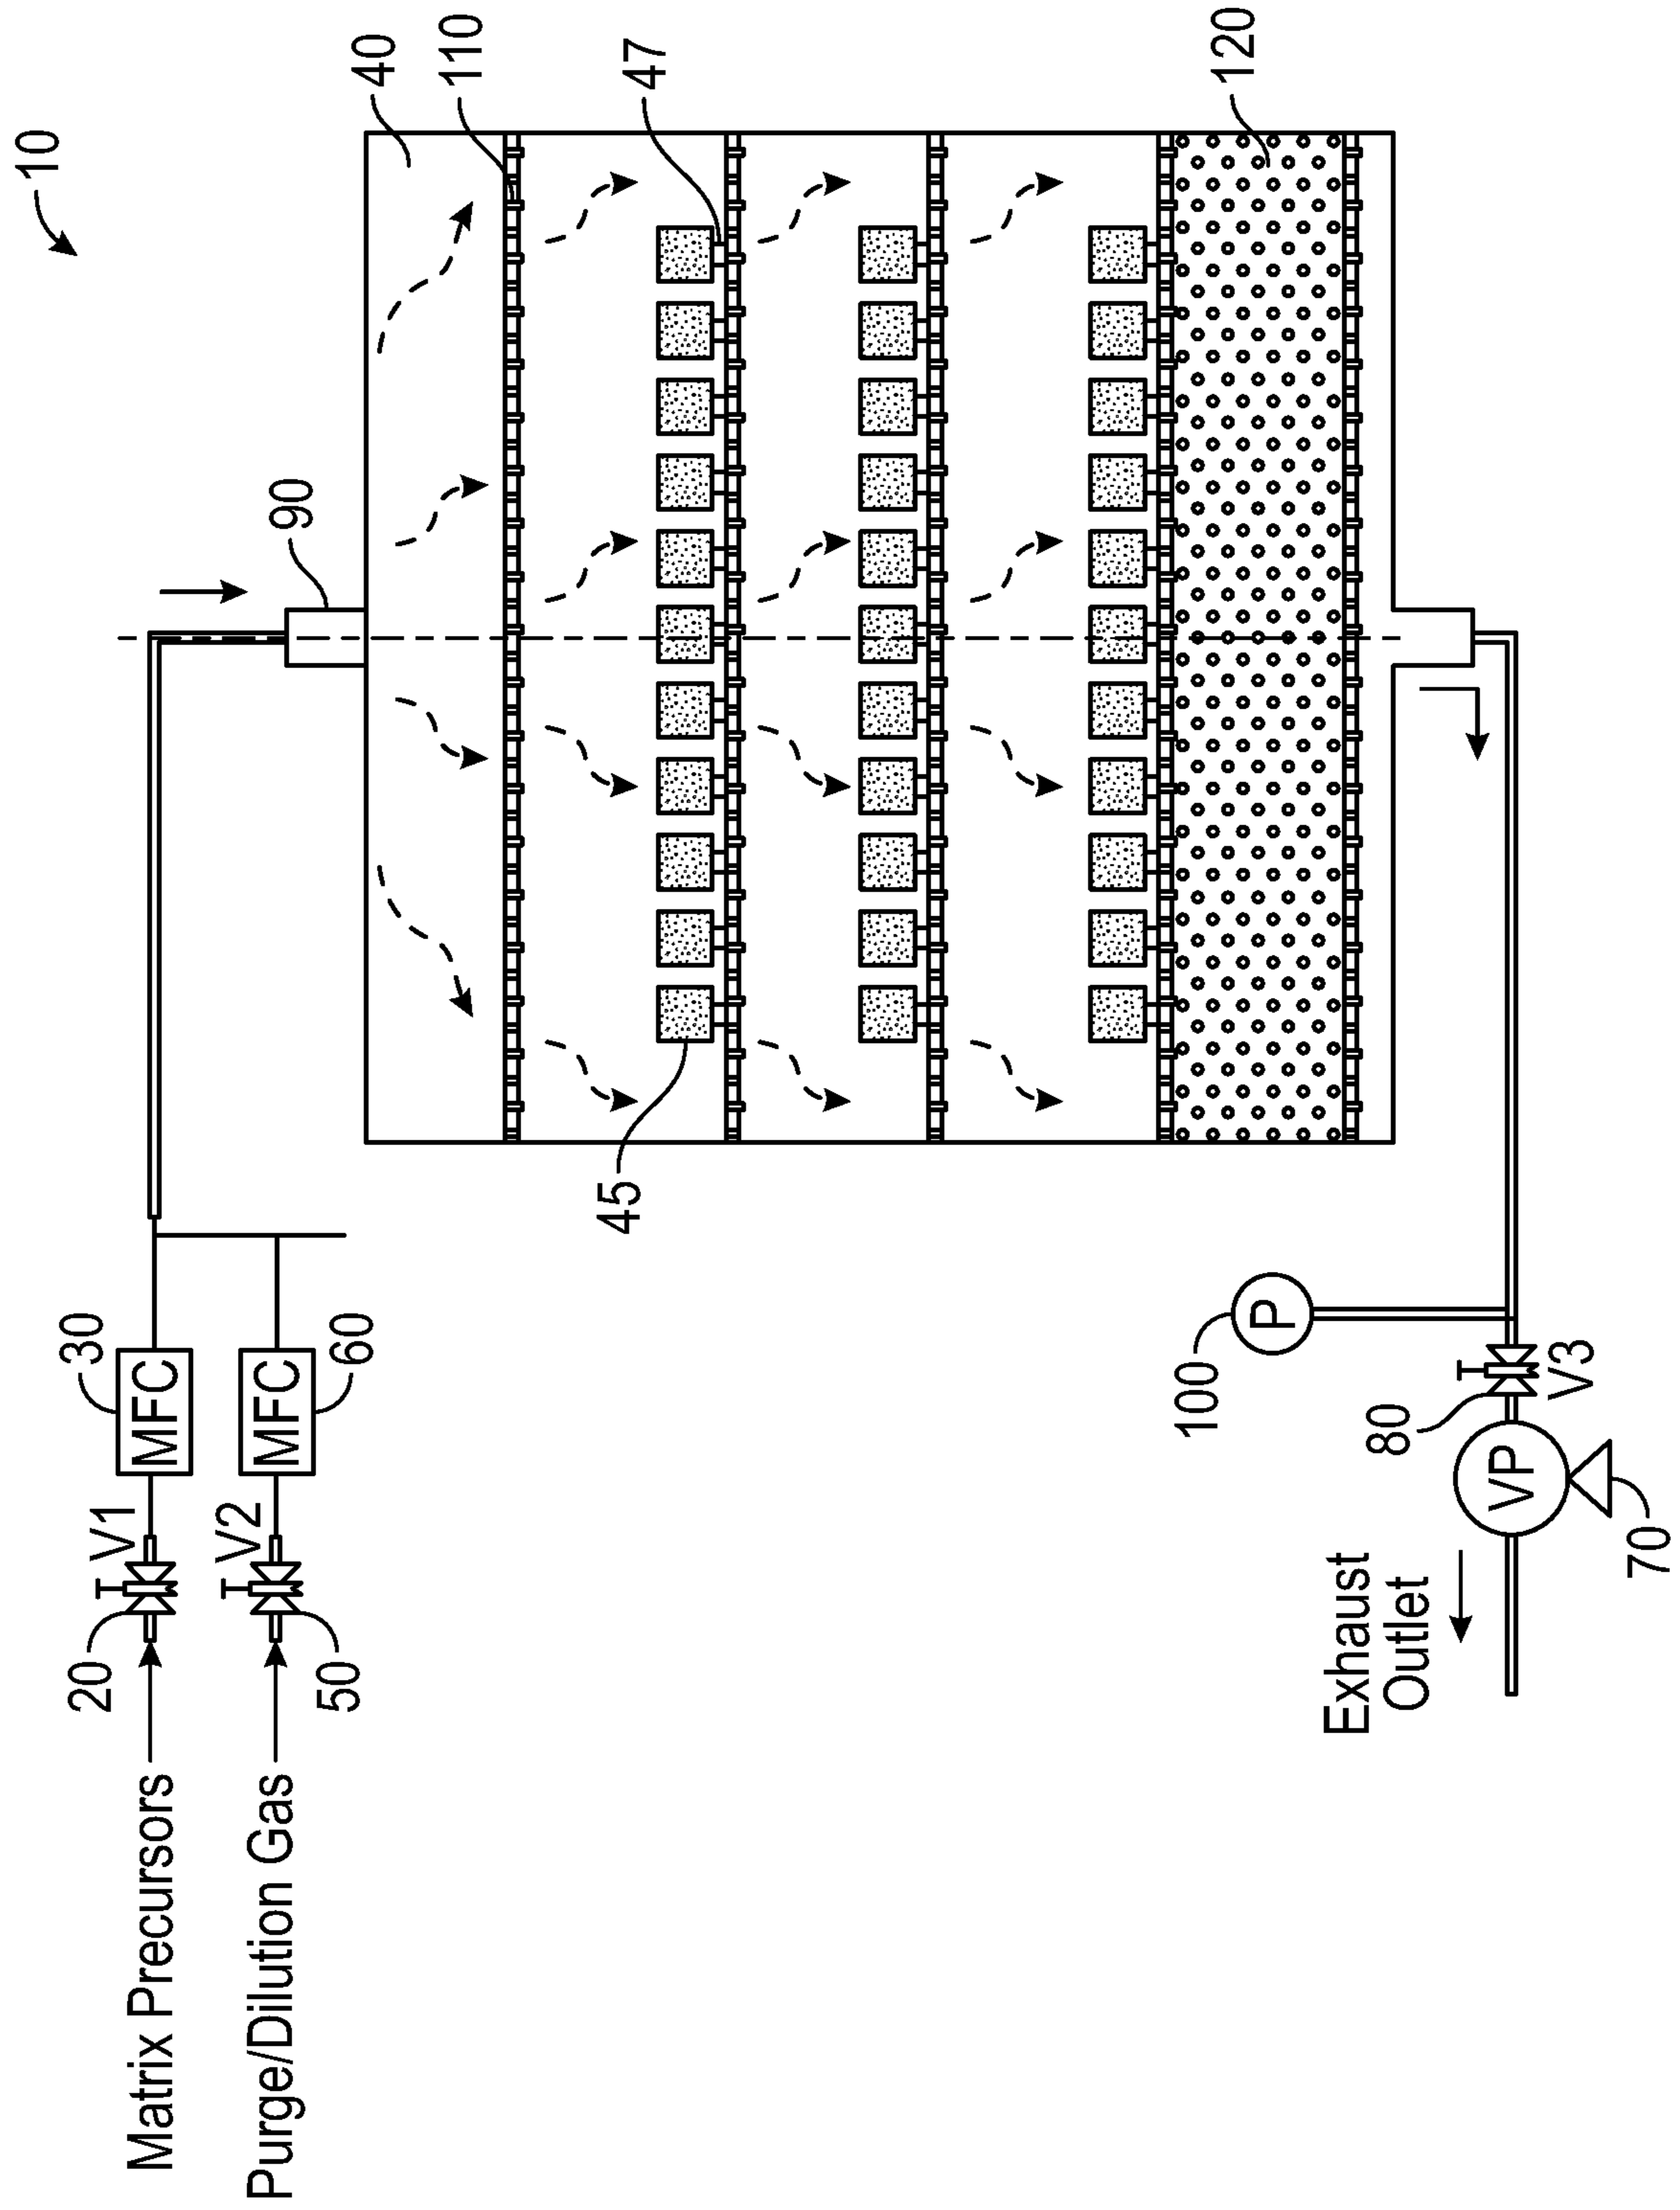 10
40
110
47
120
90
45
30
MFC
60
MFC
V1
V2
20
50
Matrix Precursors
Purge/Dilution Gas
100
P
80
V3
VP
70
Exhaust
Outlet